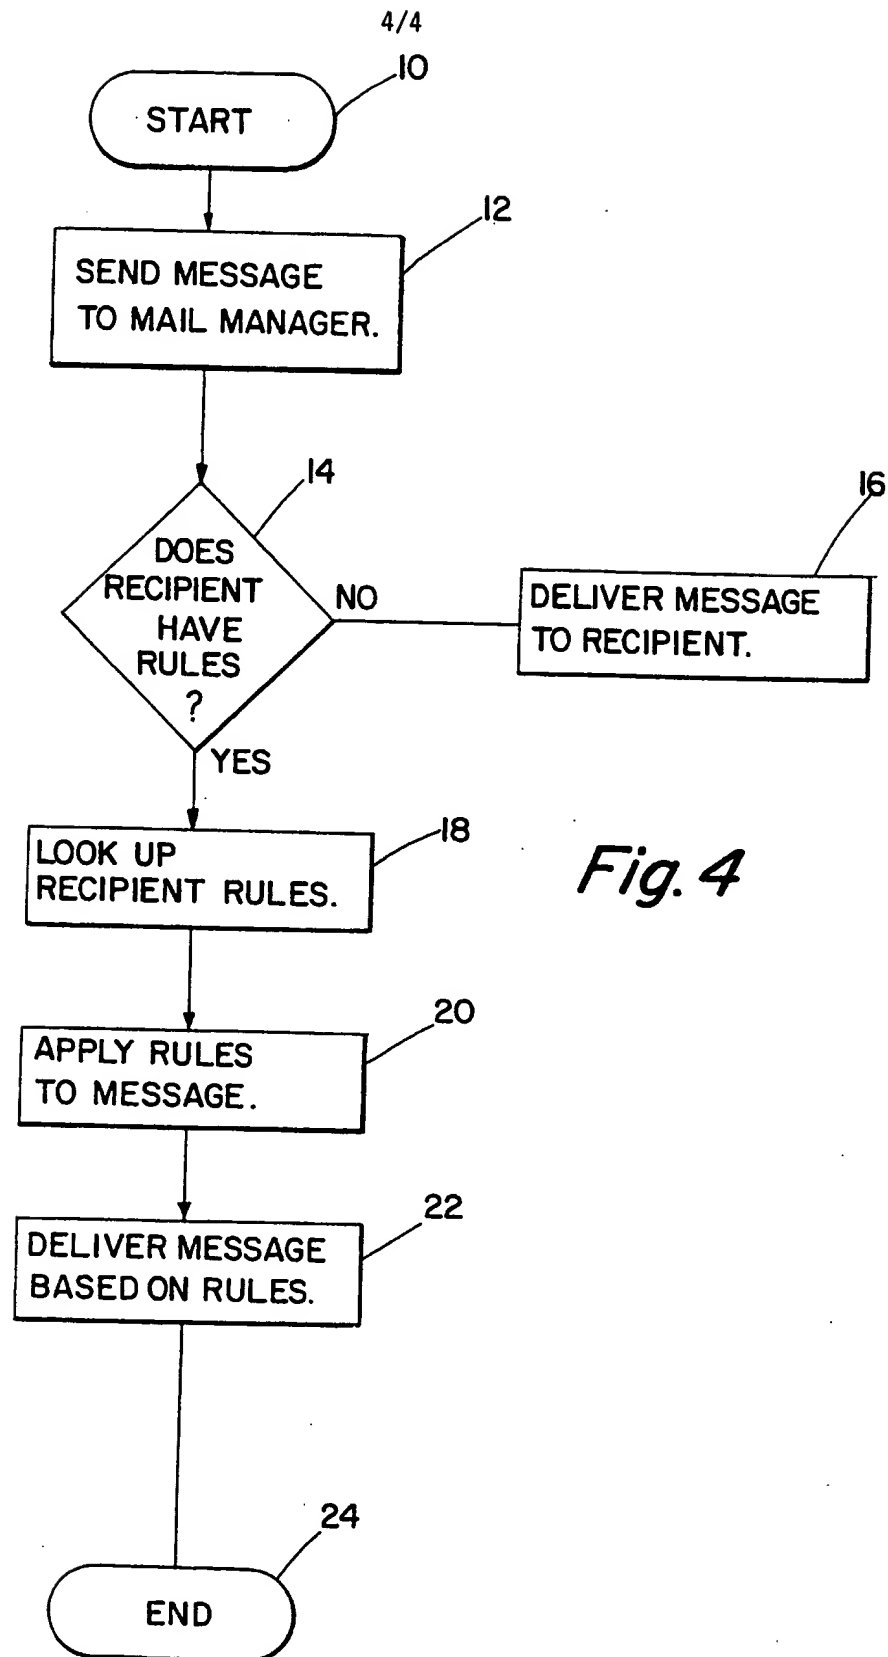 4/4
10
START
12
SEND MESSAGE
TO MAIL MANAGER.
14
DOES
RECIPIENT
HAVE
RULES
?
NO
16
DELIVER MESSAGE
TO RECIPIENT.
YES
18
LOOK UP
RECIPIENT RULES.
Fig. 4
20
APPLY RULES
TO MESSAGE.
22
DELIVER MESSAGE
BASED ON RULES.
24
END